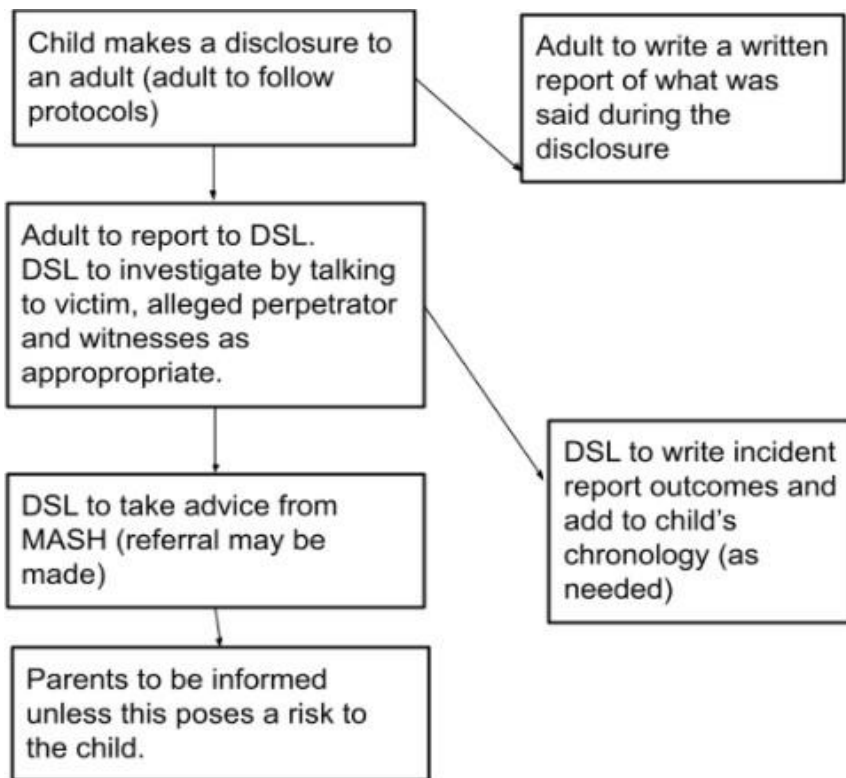 Child makes a disclosure to
an adult (adult to follow
protocols)
Adult to write a written
report of what was
said during the
disclosure
Adult to report to DSL.
DSL to investigate by talking
to victim, alleged perpetrator
and witnesses as
appropropriate.
DSL to write incident
report outcomes and
add to child's
chronology (as
needed)
DSL to take advice from
MASH (referral may be
made)
Parents to be informed
unless this poses a risk to
the child.